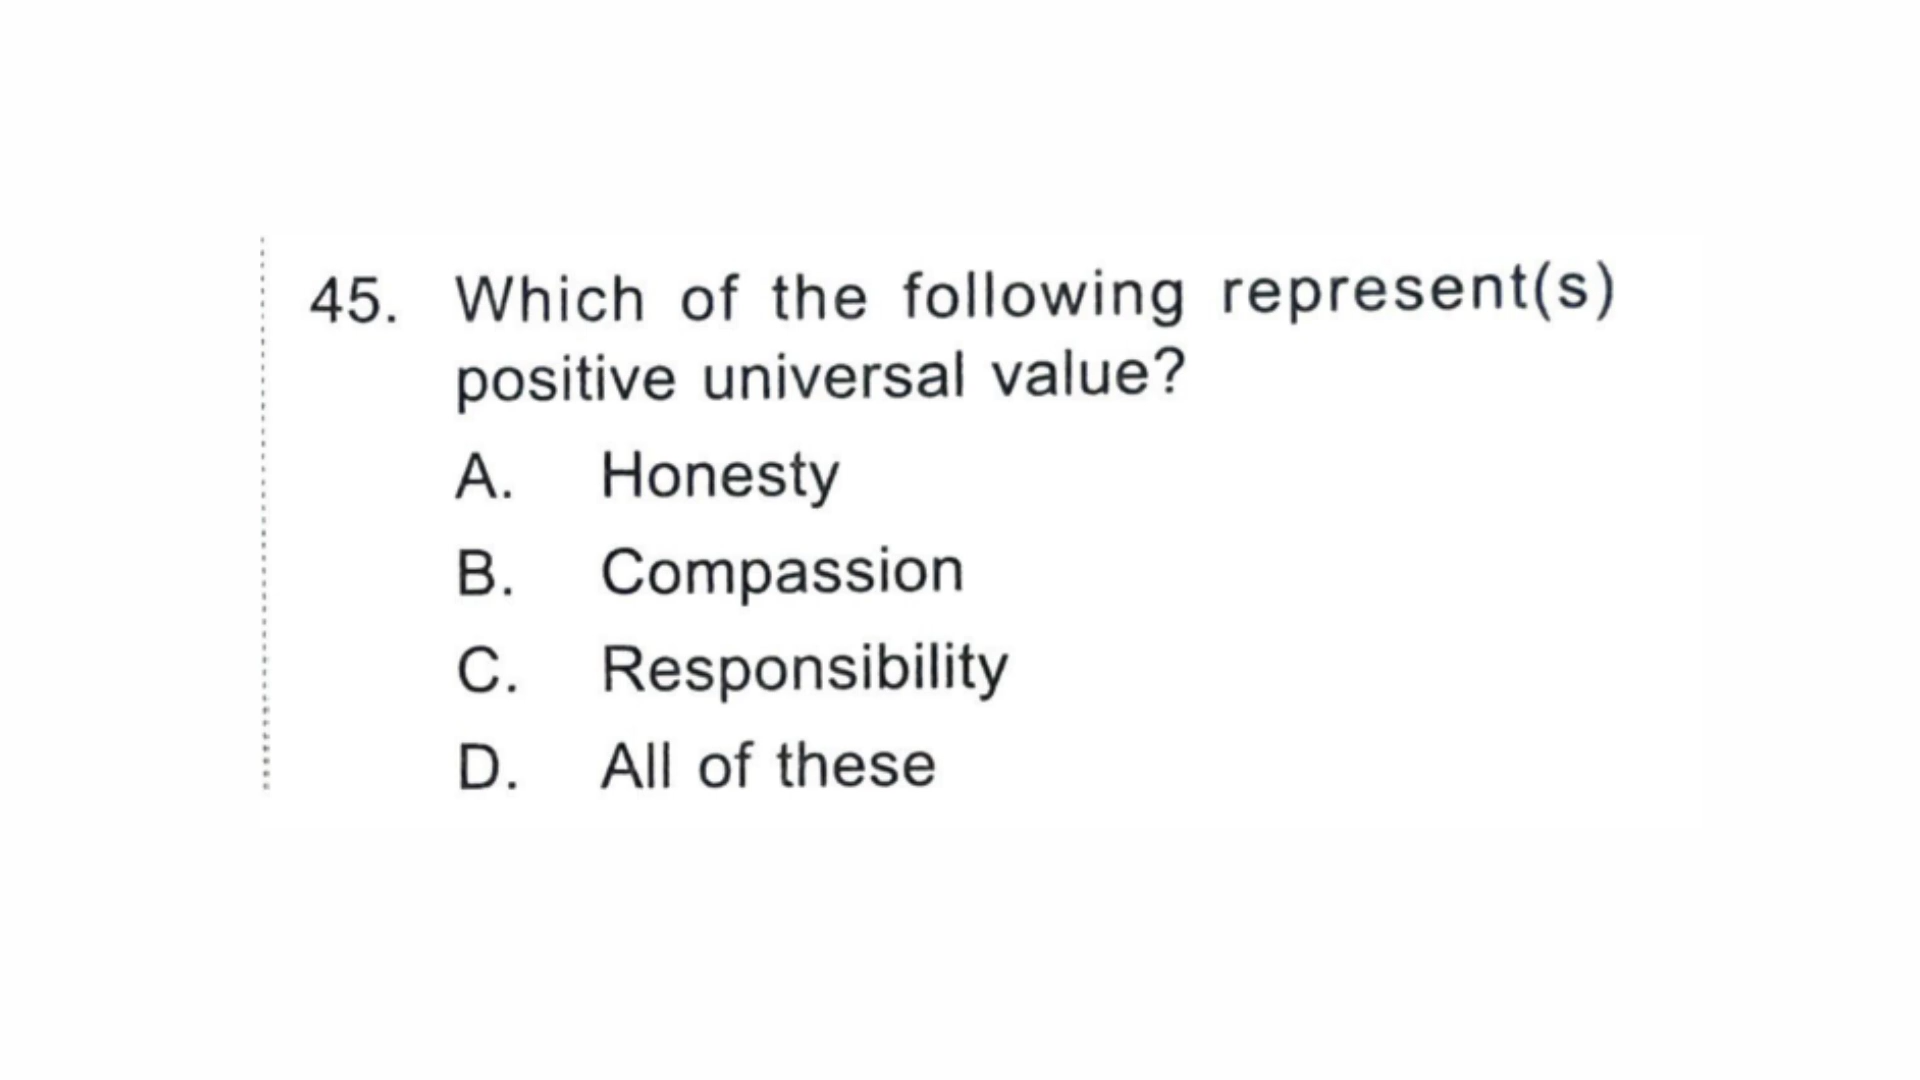 45. Which of the following represent(s)
positive universal value?
A. Honesty
B. Compassion
C. Responsibility
D. All of these